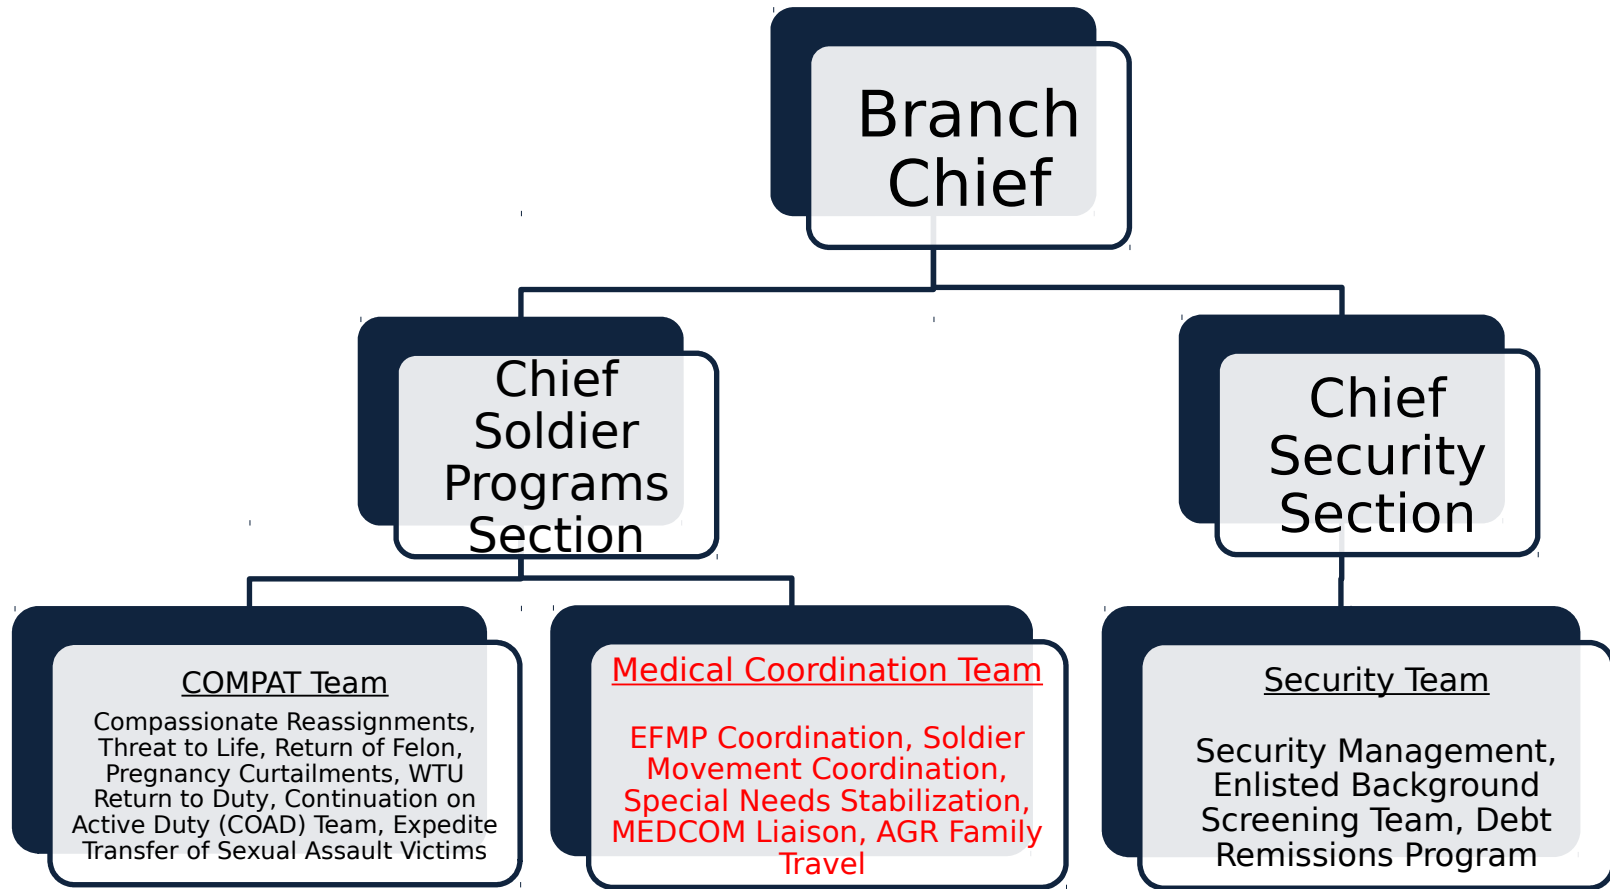 Branch
Chief
Chief
Soldier
Programs
Section
Chief
Security
Section
COMPAT Team
Compassionate Reassignments,
Threat to Life, Return of Felon,
Pregnancy Curtailments, WTU
Return to Duty, Continuation on
Active Duty (COAD) Team, Expedite
Transfer of Sexual Assault Victims
Medical Coordination Team
EFMP Coordination, Soldier
Movement Coordination,
Special Needs Stabilization,
MEDCOM Liaison, AGR Family
Travel
Security Team
Security Management,
Enlisted Background
Screening Team, Debt
Remissions Program